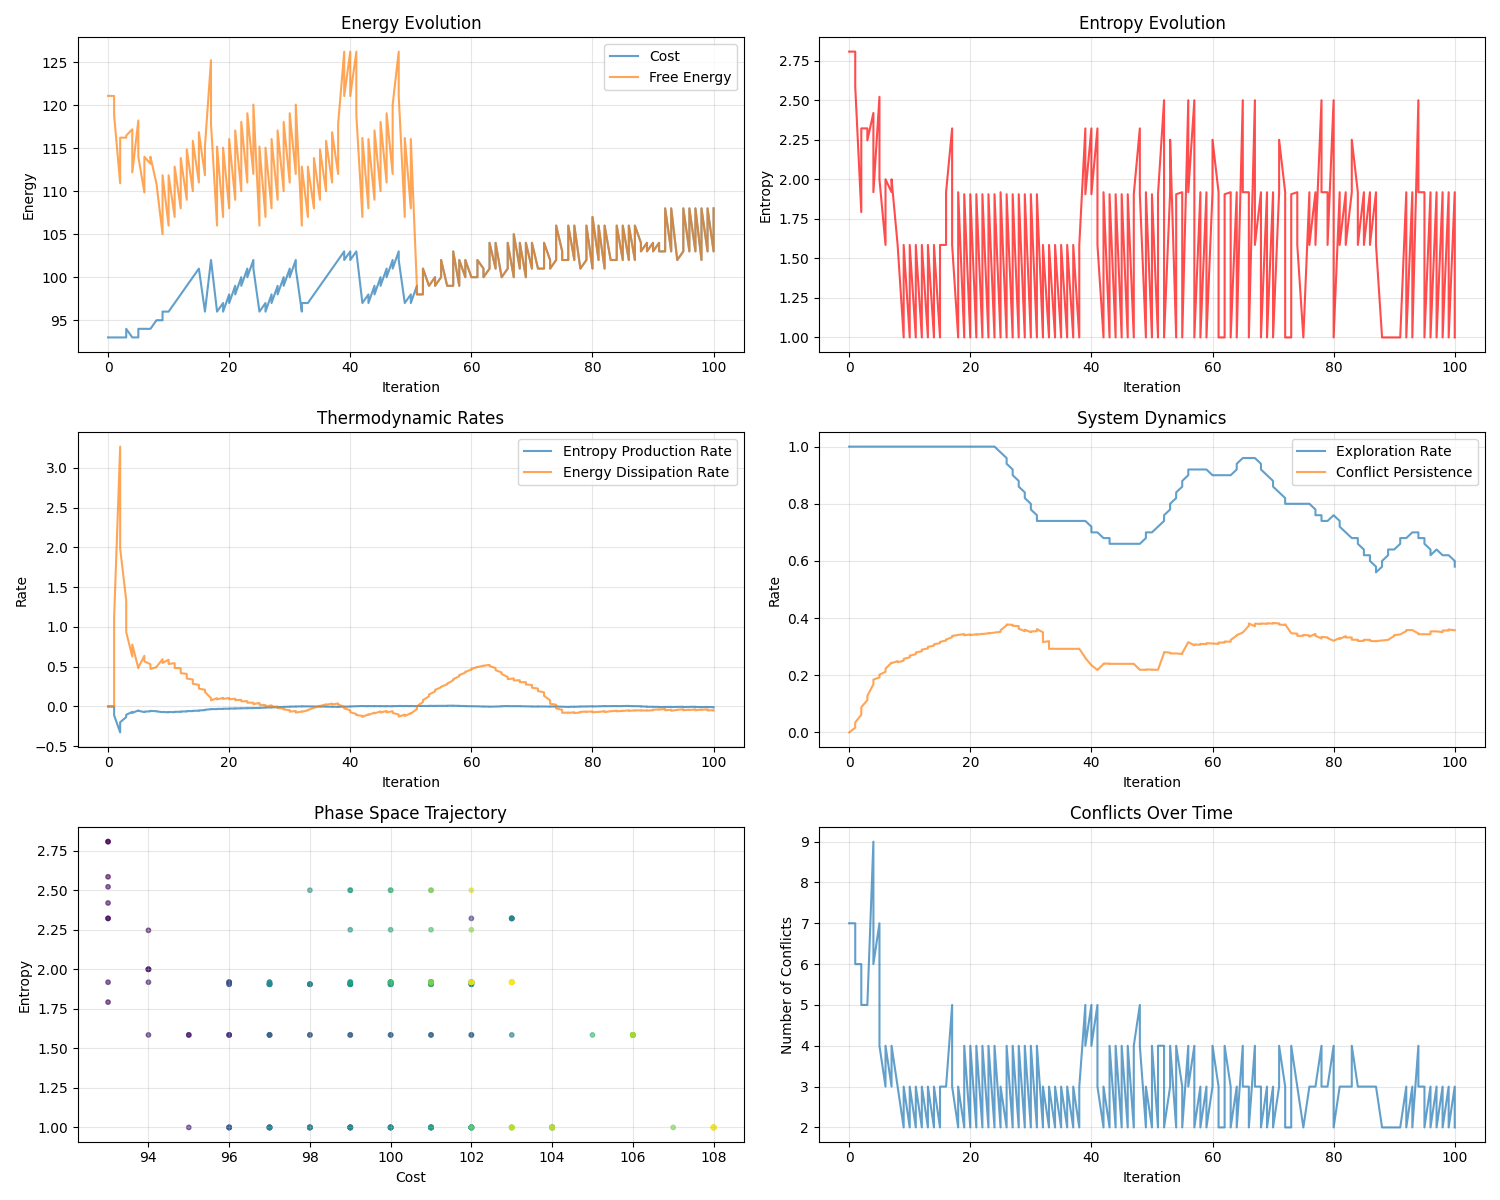 Energy Evolution
Energy
125
120
115
110
105
100
95
Cost
Free Energy
0 20 40 60 80 100
Iteration
Entropy Evolution
Entropy
2.75
2.50
2.25
2.00
1.75
1.50
1.25
1.00
0 20 40 60 80 100
Iteration
Thermodynamic Rates
Rate
3.0
2.5
2.0
1.5
1.0
0.5
0.0
−0.5
Entropy Production Rate
Energy Dissipation Rate
0 20 40 60 80 100
Iteration
System Dynamics
Rate
1.0
0.8
0.6
0.4
0.2
0.0
Exploration Rate
Conflict Persistence
0 20 40 60 80 100
Iteration
Phase Space Trajectory
Entropy
2.75
2.50
2.25
2.00
1.75
1.50
1.25
1.00
94 96 98 100 102 104 106 108
Cost
Conflicts Over Time
Number of Conflicts
9
8
7
6
5
4
3
2
0 20 40 60 80 100
Iteration